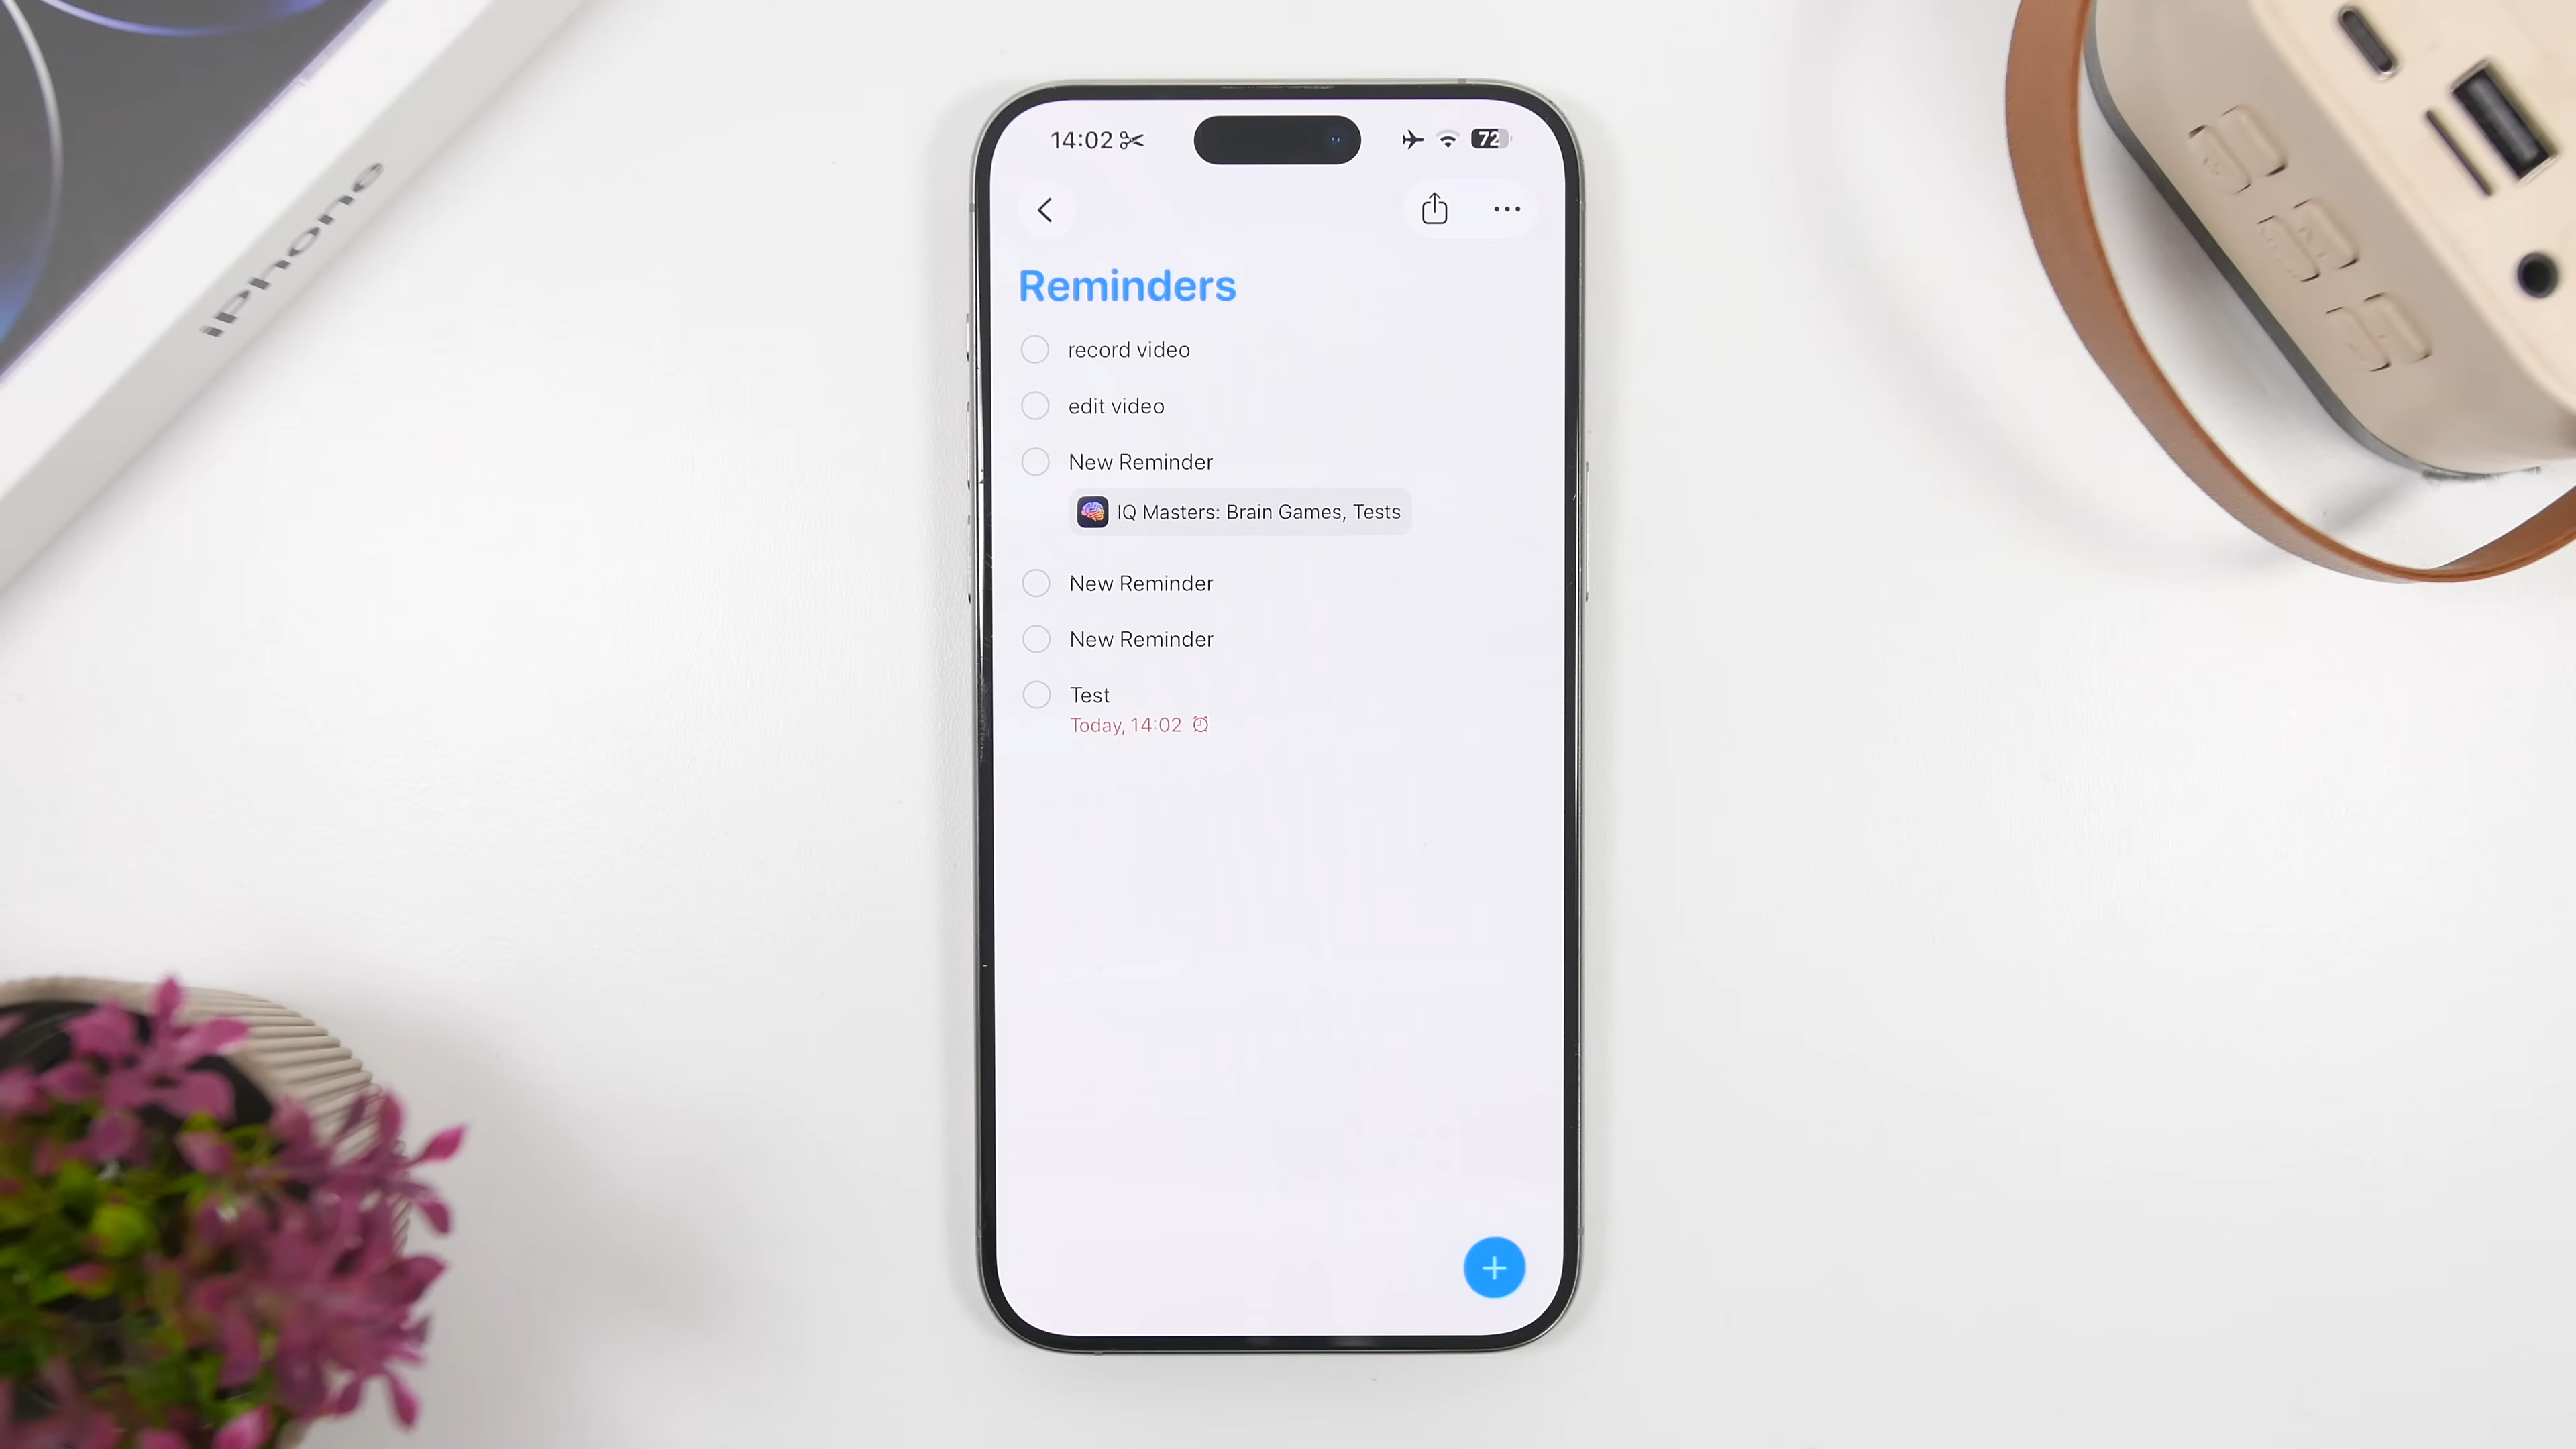 iPhone
14:02
72
Reminders
record video
edit video
New Reminder
IQ Masters: Brain Games, Tests
New Reminder
New Reminder
Test
Today, 14:02